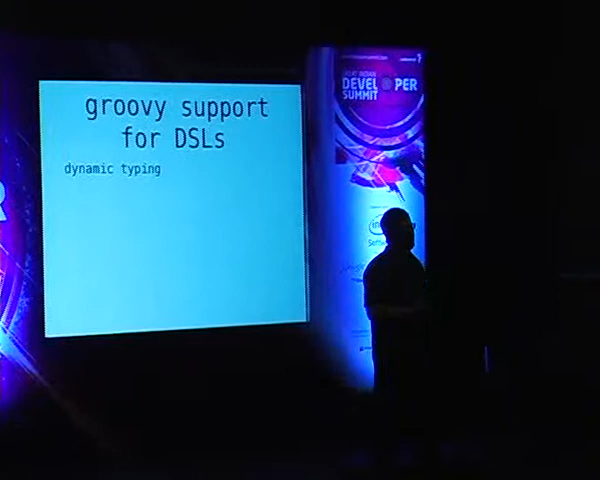 groovy support
for DSLs
dynamic typing
DEVEL PER
SUMMIT
R